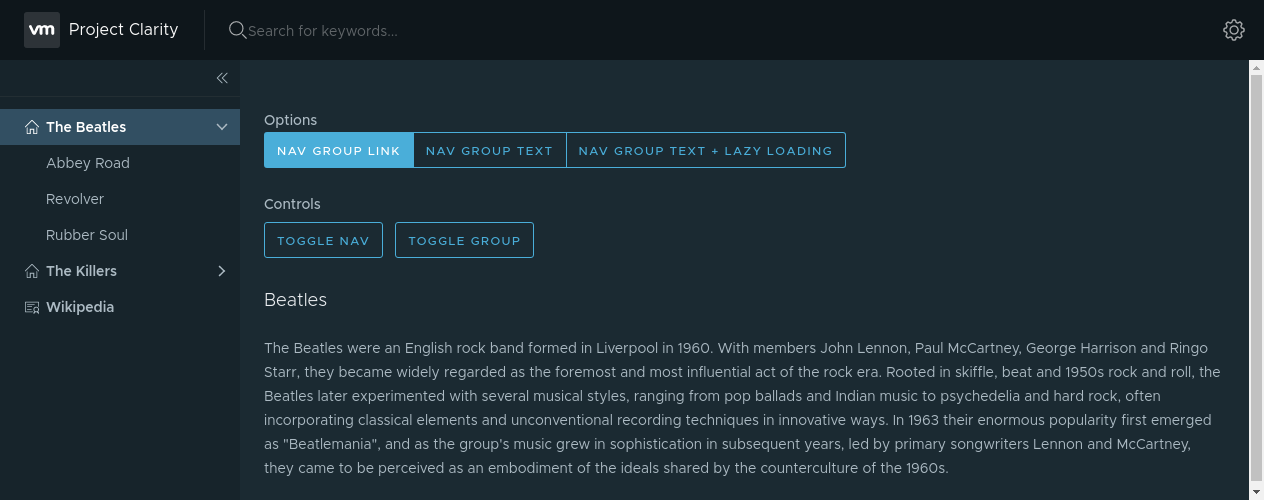 vm Project Clarity Search for keywords...
The Beatles
Abbey Road
Revolver
Rubber Soul
The Killers
Wikipedia
Options
NAV GROUP LINK NAV GROUP TEXT NAV GROUP TEXT + LAZY LOADING
Controls
TOGGLE NAV TOGGLE GROUP
Beatles
The Beatles were an English rock band formed in Liverpool in 1960. With members John Lennon, Paul McCartney, George Harrison and Ringo
Starr, they became widely regarded as the foremost and most influential act of the rock era. Rooted in skiffle, beat and 1950s rock and roll, the
Beatles later experimented with several musical styles, ranging from pop ballads and Indian music to psychedelia and hard rock, often
incorporating classical elements and unconventional recording techniques in innovative ways. In 1963 their enormous popularity first emerged
as "Beatlemania", and as the group's music grew in sophistication in subsequent years, led by primary songwriters Lennon and McCartney,
they came to be perceived as an embodiment of the ideals shared by the counterculture of the 1960s.